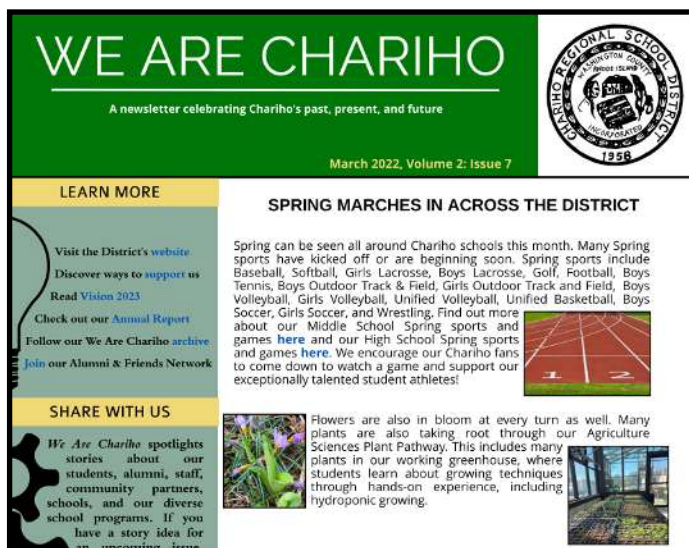 WE ARE CHARIHO
A newsletter celebrating Chariho's past, present, and future
March 2022, Volume 2: Issue 7
CHARIHO REGIONAL SCHOOL DISTRICT
WASHINGTON COUNTY
RHODE ISLAND
INCORPORATED
1958
LEARN MORE
Visit the District's website
Discover ways to support us
Read Vision 2023
Check out our Annual Report
Follow our We Are Chariho archive
Join our Alumni & Friends Network
SHARE WITH US
We Are Chariho spotlights
stories about our
students, alumni, staff,
community partners,
schools, and our diverse
school programs. If you
have a story idea for
an upcoming issue,
SPRING MARCHES IN ACROSS THE DISTRICT
Spring can be seen all around Chariho schools this month. Many Spring
sports have kicked off or are beginning soon. Spring sports include
Baseball, Softball, Girls Lacrosse, Boys Lacrosse, Golf, Football, Boys
Tennis, Boys Outdoor Track & Field, Girls Outdoor Track and Field, Boys
Volleyball, Girls Volleyball, Unified Volleyball, Unified Basketball, Boys
Soccer, Girls Soccer, and Wrestling. Find out more
about our Middle School Spring sports and
games here and our High School Spring sports
and games here. We encourage our Chariho fans
to come down to watch a game and support our
exceptionally talented student athletes!
1 2
Flowers are also in bloom at every turn as well. Many
plants are also taking root through our Agriculture
Sciences Plant Pathway. This includes many
plants in our working greenhouse, where
students learn about growing techniques
through hands-on experience, including
hydroponic growing.